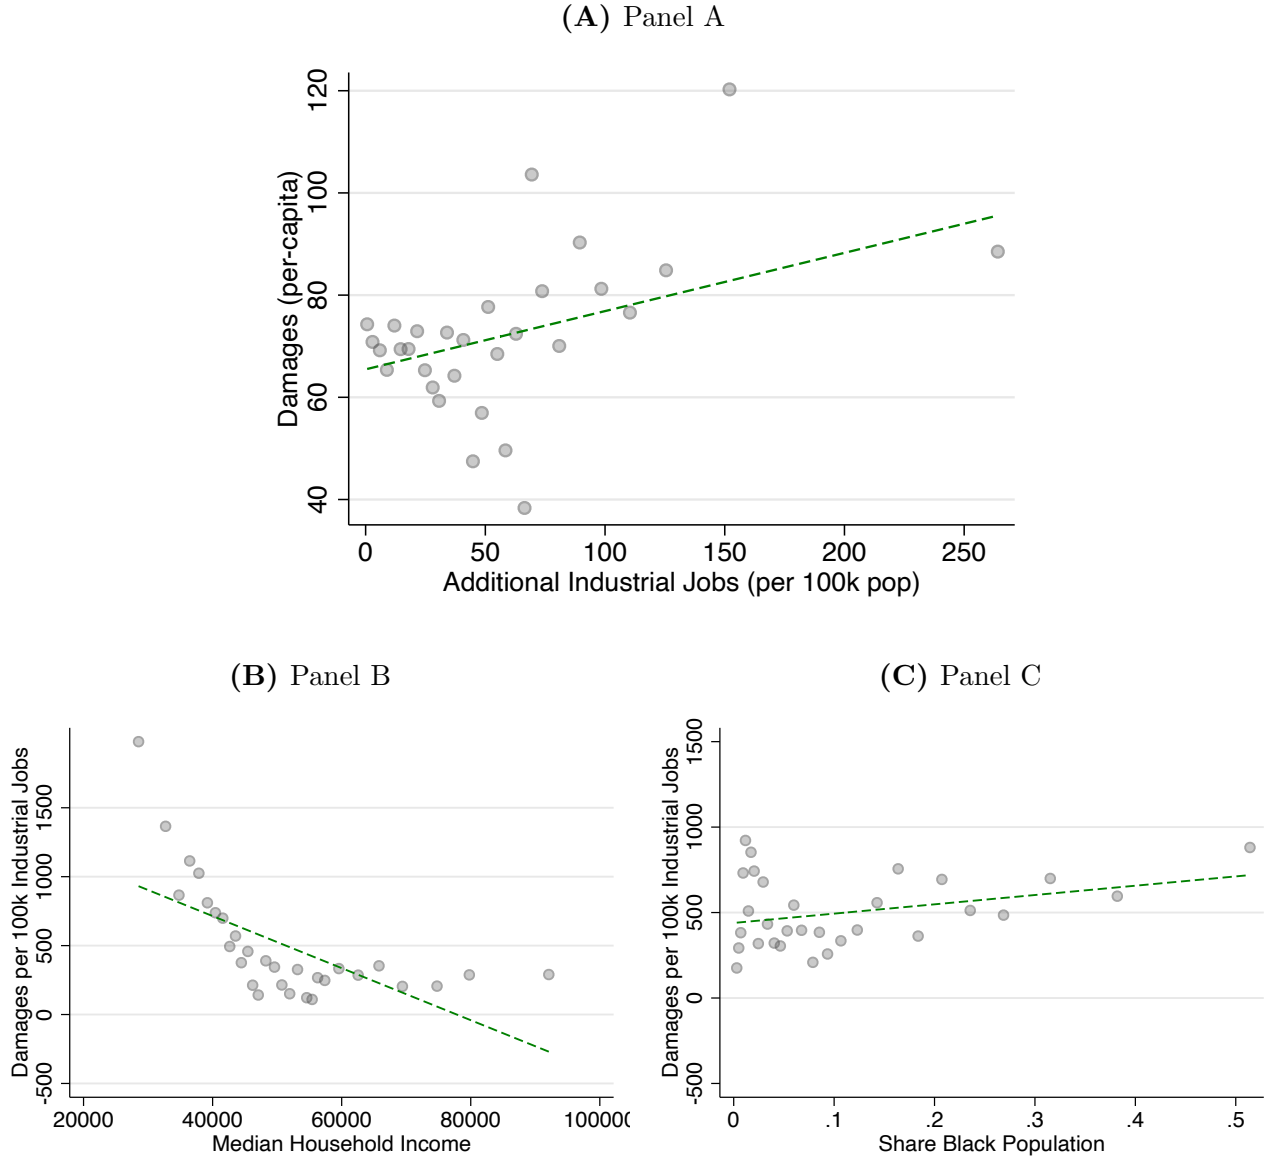 (A) Panel A
Damages (per-capita)
120
100
80
60
40
0 50 100 150 200 250
Additional Industrial Jobs (per 100k pop)
(B) Panel B
Damages per 100k Industrial Jobs
1500
1000
500
0
-500
20000 40000 60000 80000 100000
Median Household Income
(C) Panel C
Damages per 100k Industrial Jobs
1500
1000
500
0
-500
0 .1 .2 .3 .4 .5
Share Black Population